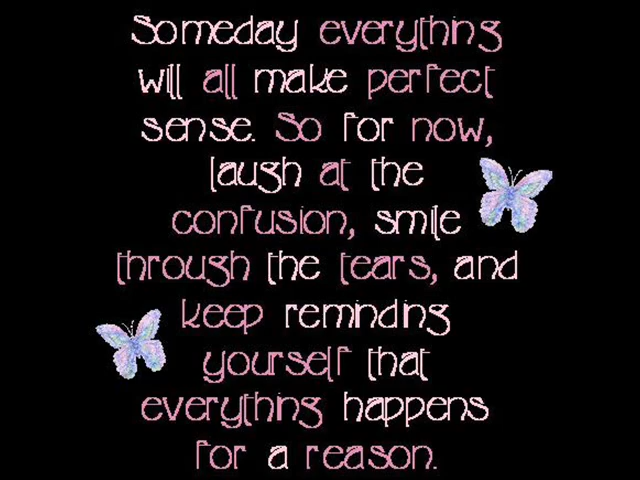 Someday everything
will all make perfect
sense. So for now,
laugh at the
confusion, smile
through the tears, and
keep reminding
yourself that
everything happens
for a reason.